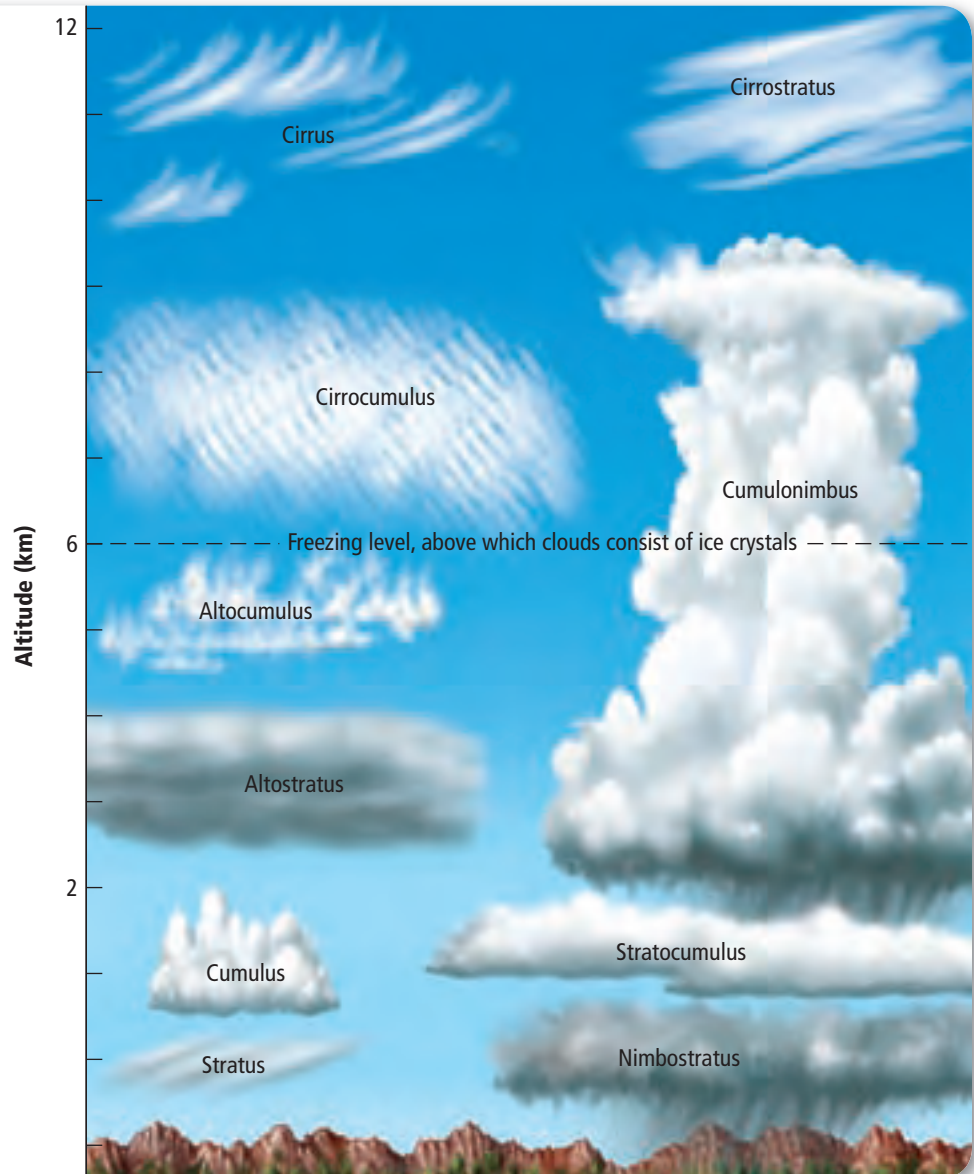 12
Cirrostratus
Cirrus
Cirrocumulus
Cumulonimbus
Altitude (km)
6
Freezing level, above which clouds consist of ice crystals
Altocumulus
Altostratus
2
Stratocumulus
Cumulus
Nimbostratus
Stratus